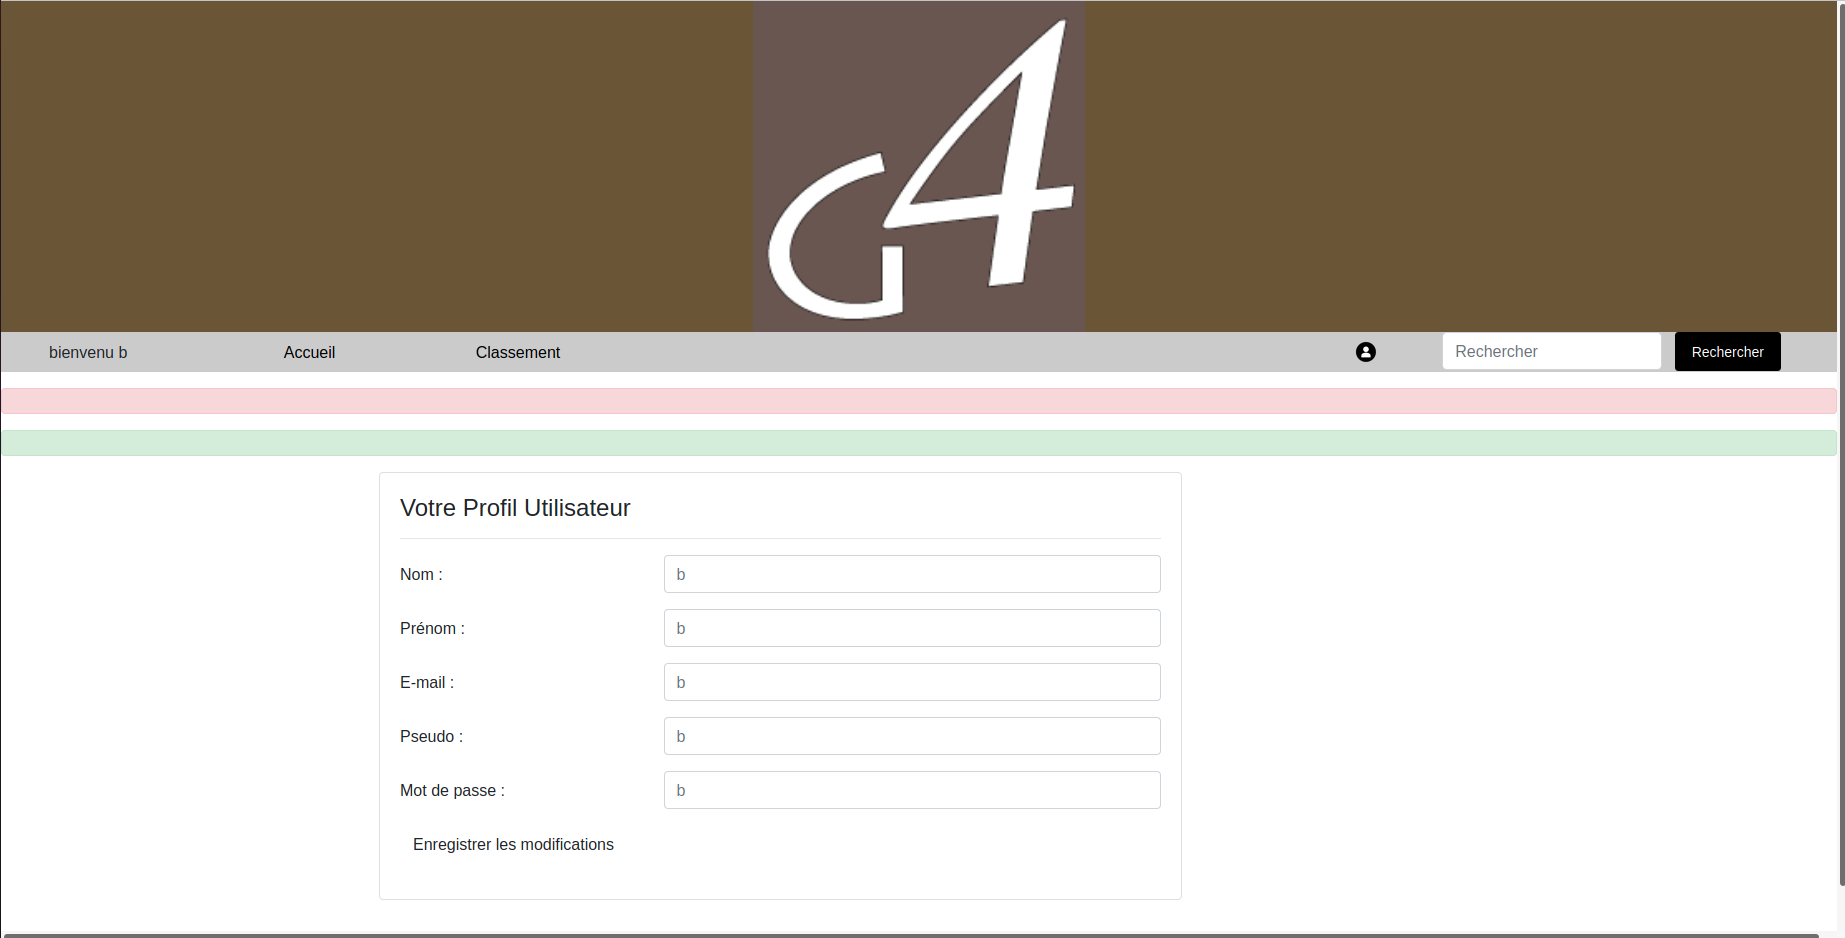 G4
bienvenu b
Accueil
Classement
Rechercher
Rechercher
Votre Profil Utilisateur
Nom :
b
Prénom :
b
E-mail :
b
Pseudo :
b
Mot de passe :
b
Enregistrer les modifications